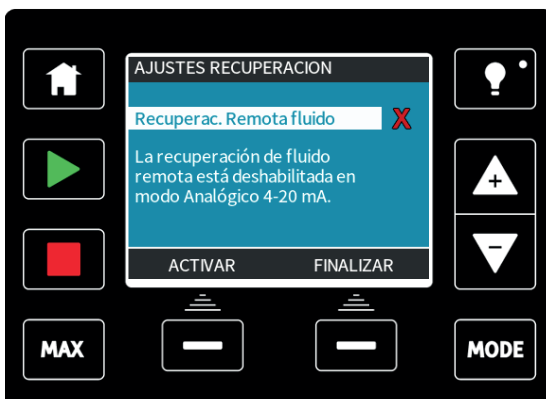 AJUSTES RECUPERACION
Recuperac. Remota fluido X
La recuperación de fluido
remota está deshabilitada en
modo Analógico 4-20 mA.
ACTIVAR FINALIZAR
MAX MODE